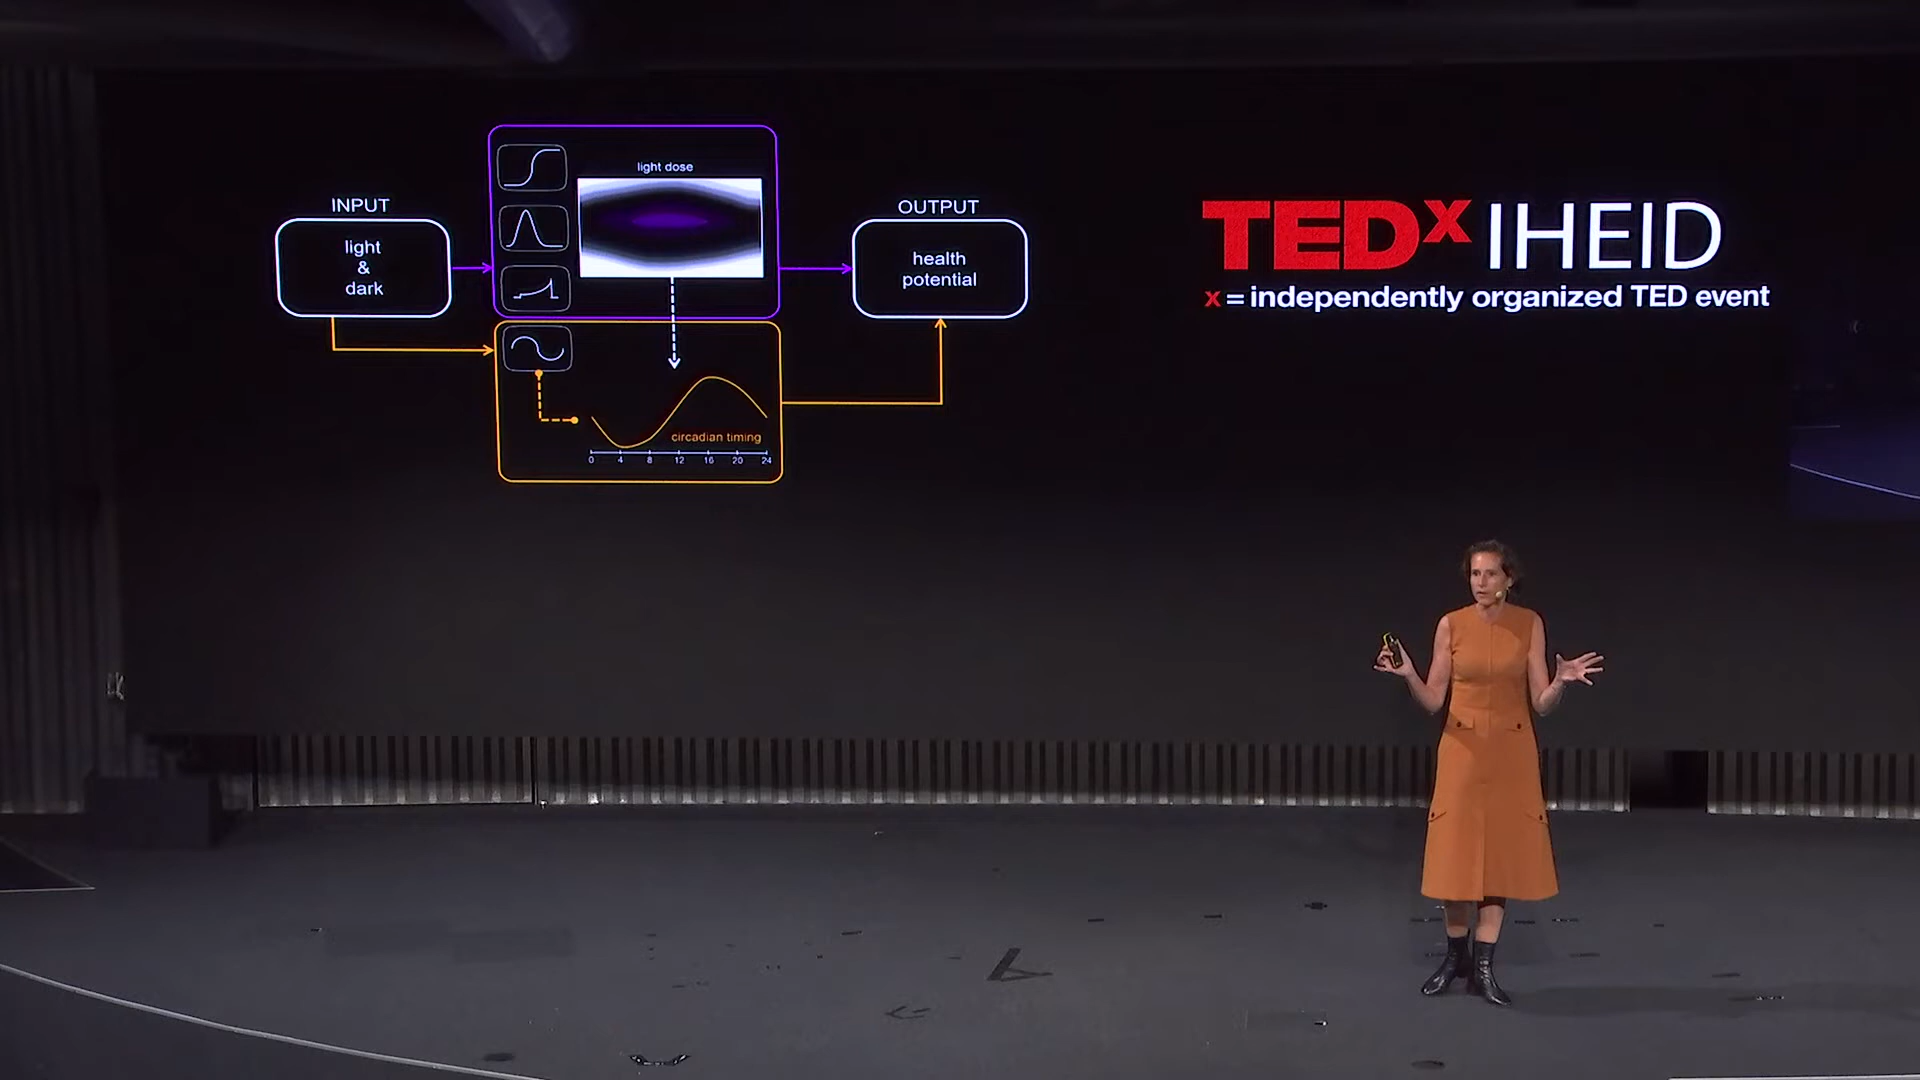 INPUT
light
&
dark
light dose
circadian timing
0 4 8 12 16 20 24
OUTPUT
health
potential
TEDx IHEID
x = independently organized TED event